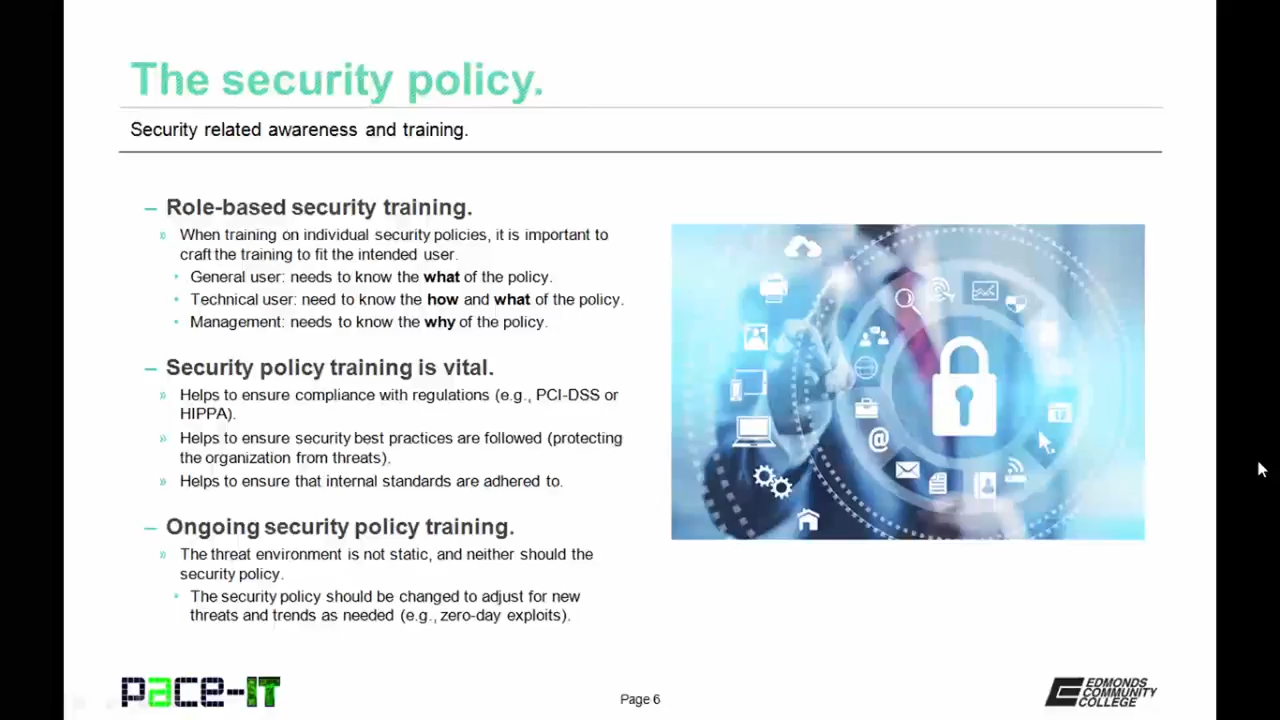 The security policy.
Security related awareness and training.
– Role-based security training.
» When training on individual security policies, it is important to
craft the training to fit the intended user.
• General user: needs to know the what of the policy.
• Technical user: need to know the how and what of the policy.
• Management: needs to know the why of the policy.
– Security policy training is vital.
» Helps to ensure compliance with regulations (e.g., PCI-DSS or
HIPPA).
» Helps to ensure security best practices are followed (protecting
the organization from threats).
» Helps to ensure that internal standards are adhered to.
– Ongoing security policy training.
» The threat environment is not static, and neither should the
security policy.
• The security policy should be changed to adjust for new
threats and trends as needed (e.g., zero-day exploits).
pace-IT
Page 6
EDMONDS
COMMUNITY
COLLEGE